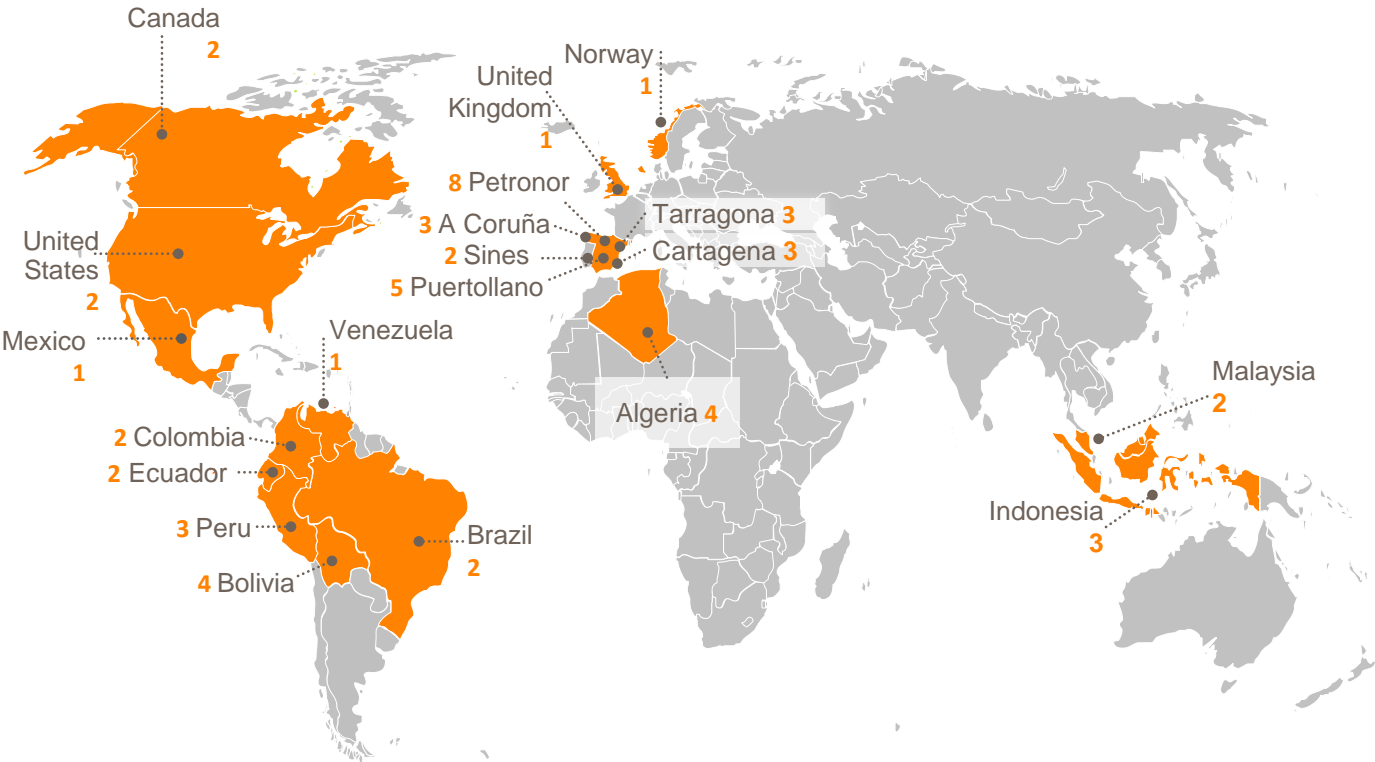 Canada
2
Norway
1
United
Kingdom
1
8 Petronor
3 A Coruña
2 Sines
5 Puertollano
Tarragona 3
Cartagena 3
United
States
2
Mexico
1
Venezuela
1
Algeria 4
Malaysia
2
2 Colombia
2 Ecuador
3 Peru
4 Bolivia
Brazil
2
Indonesia
3